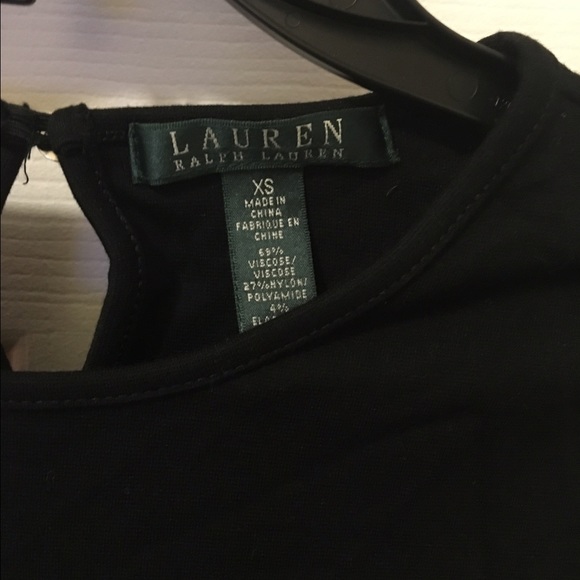 LAUREN
RALPH LAUREN
XS
MADE IN
CHINA
FABRIQUE EN
CHINE
69%
VISCOSE/
VISCOSE
27% NYLON/
POLYAMIDE
4%